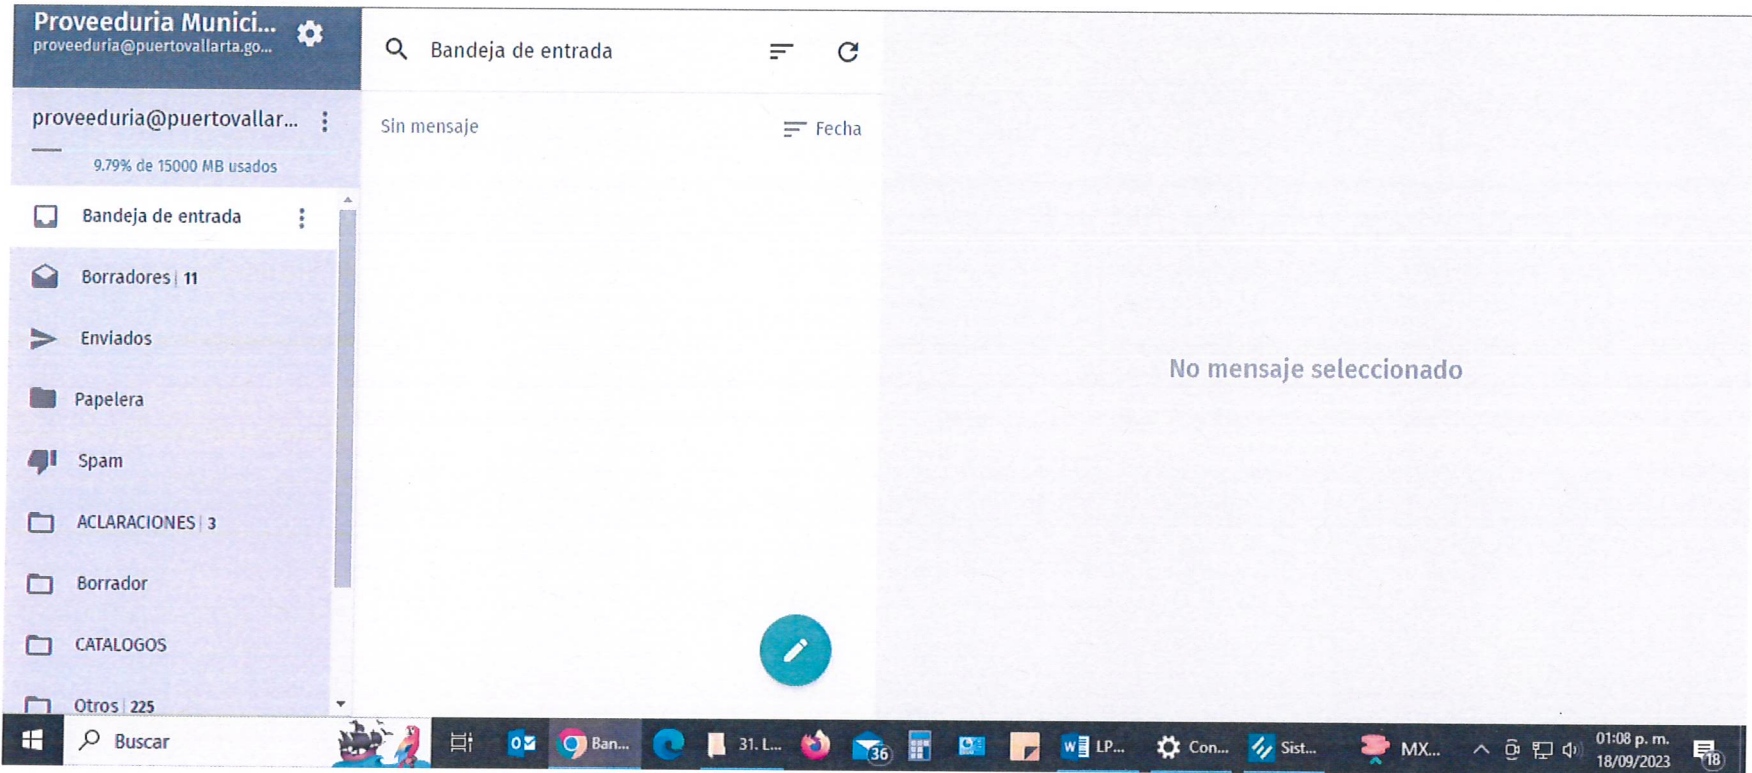 Proveeduria Munici...
proveeduria@puertovallarta.go...
proveeduria@puertovallar...
9.79% de 15000 MB usados
Bandeja de entrada
Borradores 11
Enviados
Papelera
Spam
ACLARACIONES 3
Borrador
CATALOGOS
Otros 225
Bandeja de entrada
Sin mensaje
Fecha
No mensaje seleccionado
Buscar
Ban...
31. L...
36
LP...
Con...
Sist...
MX...
01:08 p. m.
18/09/2023
18